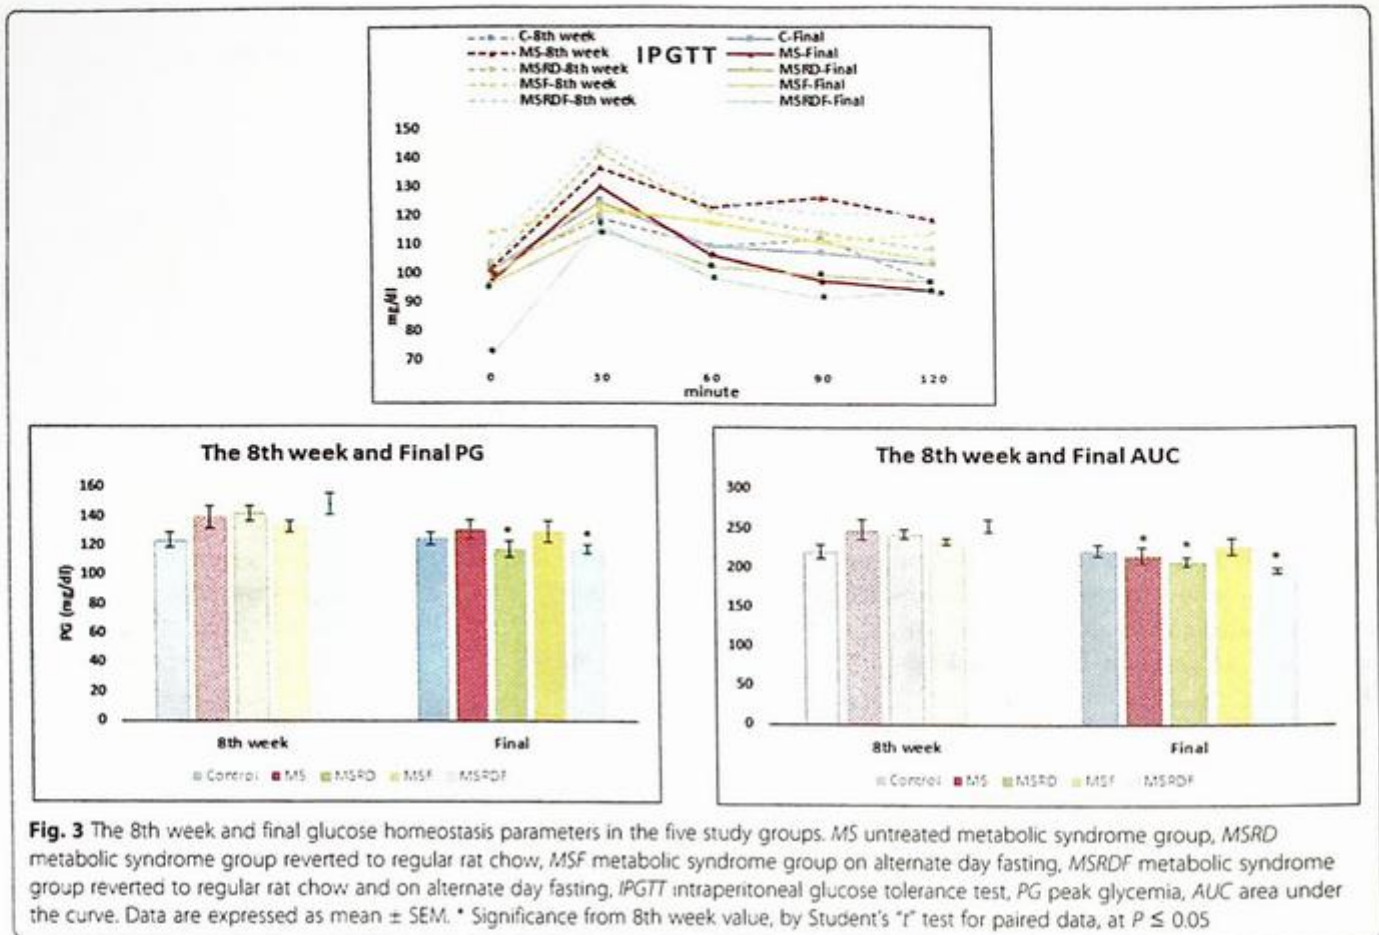 C-8th week C-Final
MS-8th week IPGTT MS-Final
MSRD-8th week MSRD-Final
MSF-8th week MSF-Final
MSRDF-8th week MSRDF-Final
150
140
130
120
110
100
90
80
70
mg/dl
0 30 60 90 120
minute
The 8th week and Final PG
160
140
120
100
80
60
40
20
0
PG (mg/dl)
* *
8th week Final
Control MS MSRD MSF MSRDF
The 8th week and Final AUC
300
250
200
150
100
50
0
* * *
8th week Final
Control MS MSRD MSF MSRDF
Fig. 3 The 8th week and final glucose homeostasis parameters in the five study groups. MS untreated metabolic syndrome group, MSRD
metabolic syndrome group reverted to regular rat chow, MSF metabolic syndrome group on alternate day fasting, MSRDF metabolic syndrome
group reverted to regular rat chow and on alternate day fasting, IPGTT intraperitoneal glucose tolerance test, PG peak glycemia, AUC area under
the curve. Data are expressed as mean ± SEM. * Significance from 8th week value, by Student's "t" test for paired data, at P ≤ 0.05